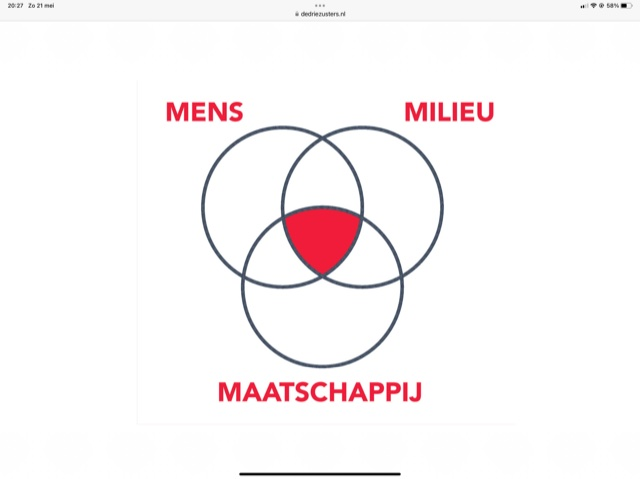 20:27 Zo 21 mei
dedriezusters.nl
58%
MENS
MILIEU
MAATSCHAPPIJ